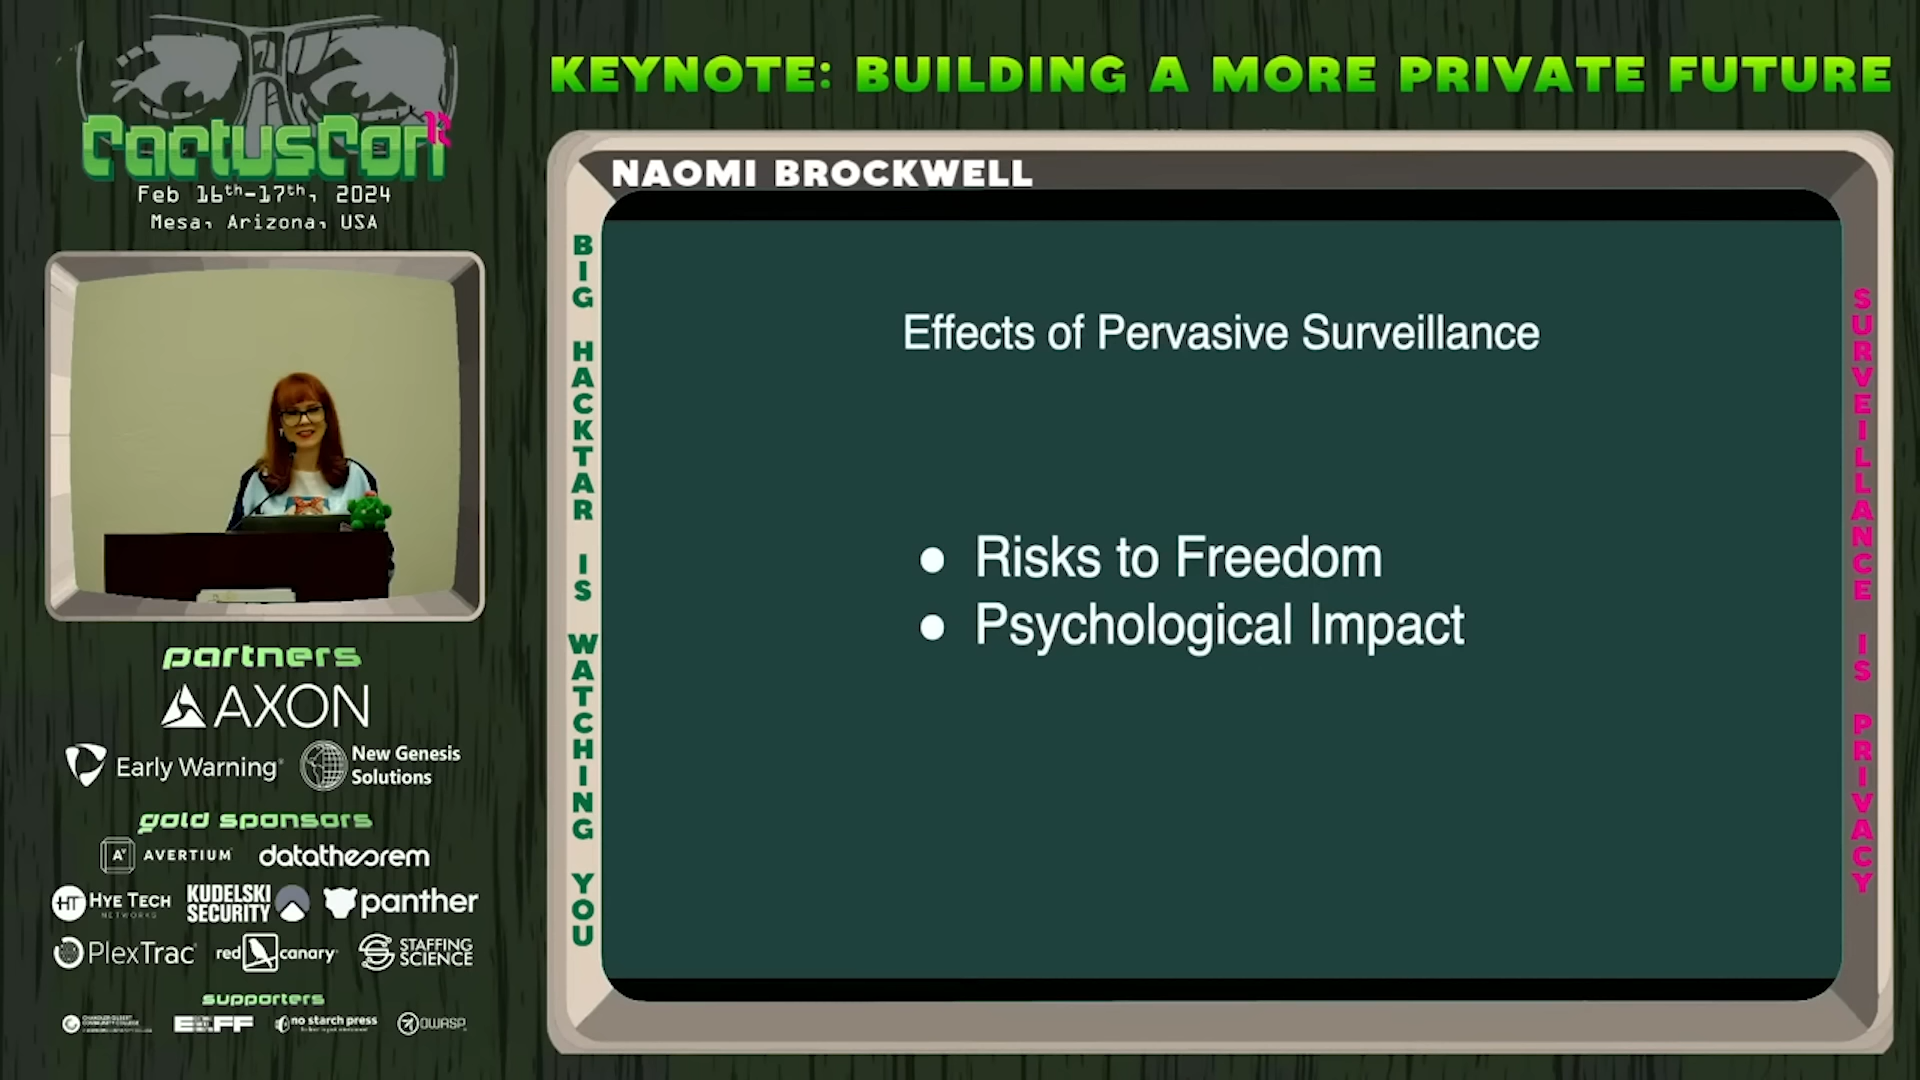 CactusCon
Feb 16th-17th, 2024
Mesa, Arizona, USA
KEYNOTE: BUILDING A MORE PRIVATE FUTURE
NAOMI BROCKWELL
BIG HACKTAR IS WATCHING YOU
Effects of Pervasive Surveillance
● Risks to Freedom
● Psychological Impact
SURVEILLANCE IS PRIVACY
partners
AXON
Early Warning®
New Genesis
Solutions
gold sponsors
AVERTIUM
datatheorem
HT HYE TECH
NETWORKS
KUDELSKI
SECURITY
panther
PlexTrac
red canary
STAFFING
SCIENCE
supporters
EFF
no starch press
OWASP